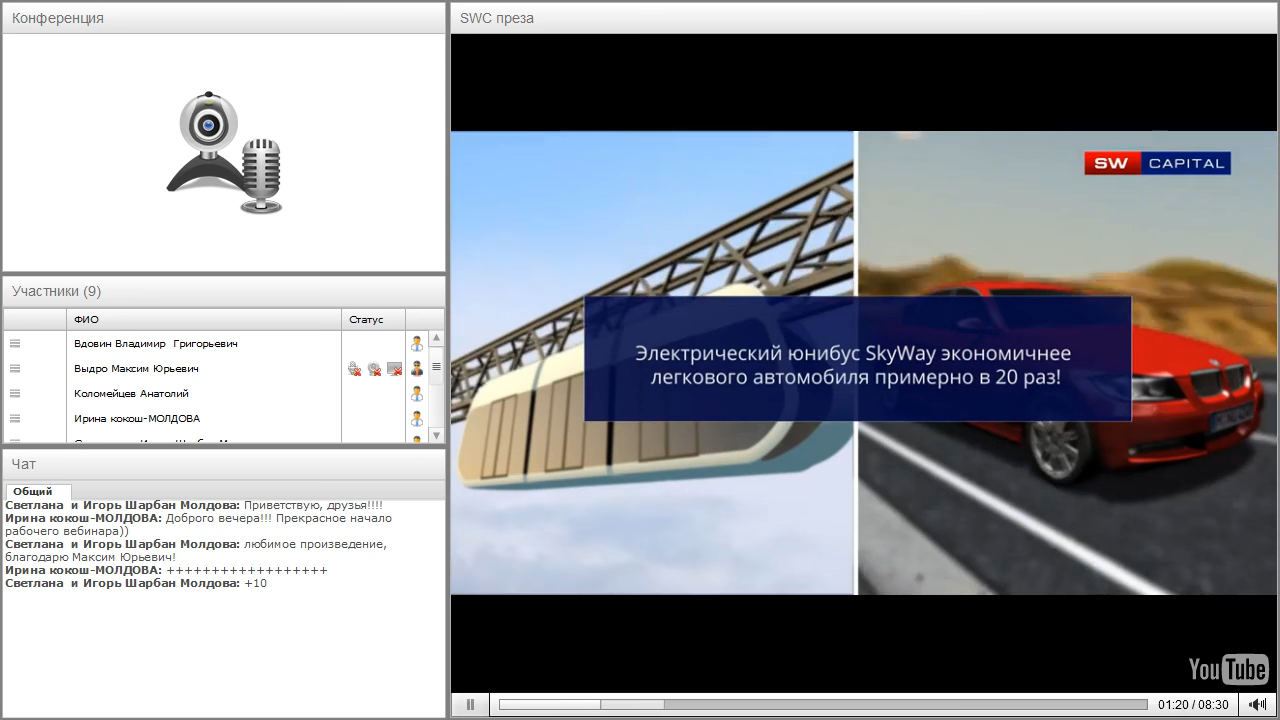 Конференция
SWC преза
SW CAPITAL
Электрический юнибус SkyWay экономичнее
легкового автомобиля примерно в 20 раз!
Участники (9)
ФИО
Статус
Вдовин Владимир Григорьевич
Выдро Максим Юрьевич
Коломейцев Анатолий
Ирина кокош-МОЛДОВА
Чат
Общий
Светлана и Игорь Шарбан Молдова: Приветствую, друзья!!!!
Ирина кокош-МОЛДОВА: Доброго вечера!!! Прекрасное начало
рабочего вебинара))
Светлана и Игорь Шарбан Молдова: любимое произведение,
благодарю Максим Юрьевич!
Ирина кокош-МОЛДОВА: ++++++++++++++++++
Светлана и Игорь Шарбан Молдова: +10
YouTube
01:20 / 08:30